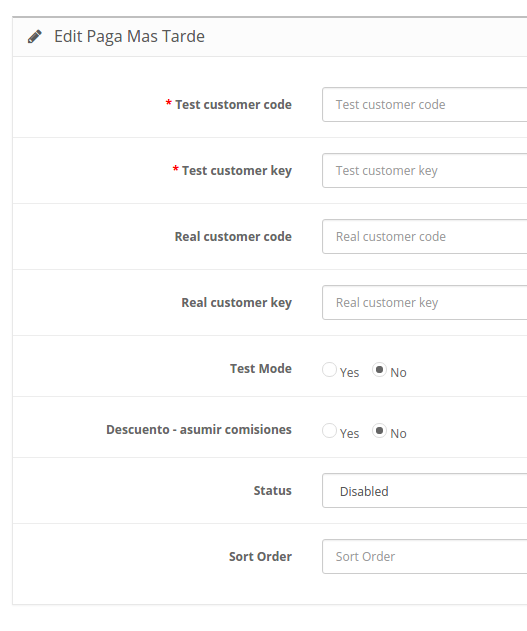 Edit Paga Mas Tarde
* Test customer code Test customer code
* Test customer key Test customer key
Real customer code Real customer code
Real customer key Real customer key
Test Mode Yes No
Descuento - asumir comisiones Yes No
Status Disabled
Sort Order Sort Order